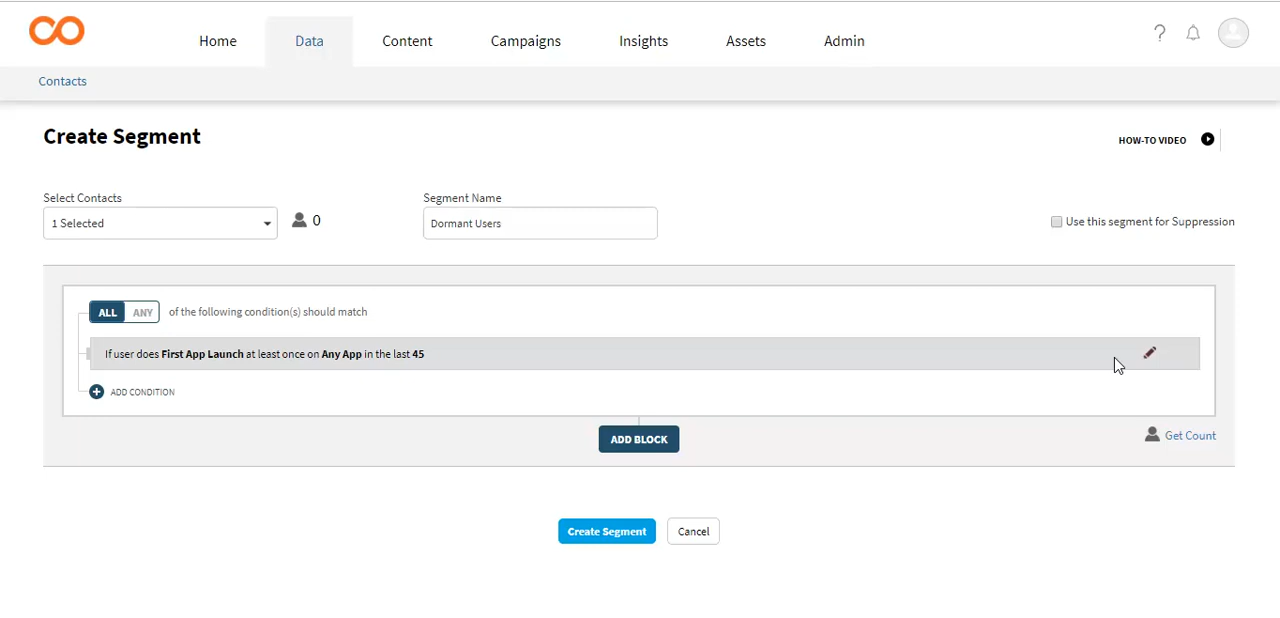 Home Data Content Campaigns Insights Assets Admin
?
Contacts
Create Segment
HOW-TO VIDEO
Select Contacts Segment Name
1 Selected 0 Dormant Users Use this segment for Suppression
ALL ANY of the following condition(s) should match
If user does First App Launch at least once on Any App in the last 45
ADD CONDITION
ADD BLOCK
Get Count
Create Segment Cancel